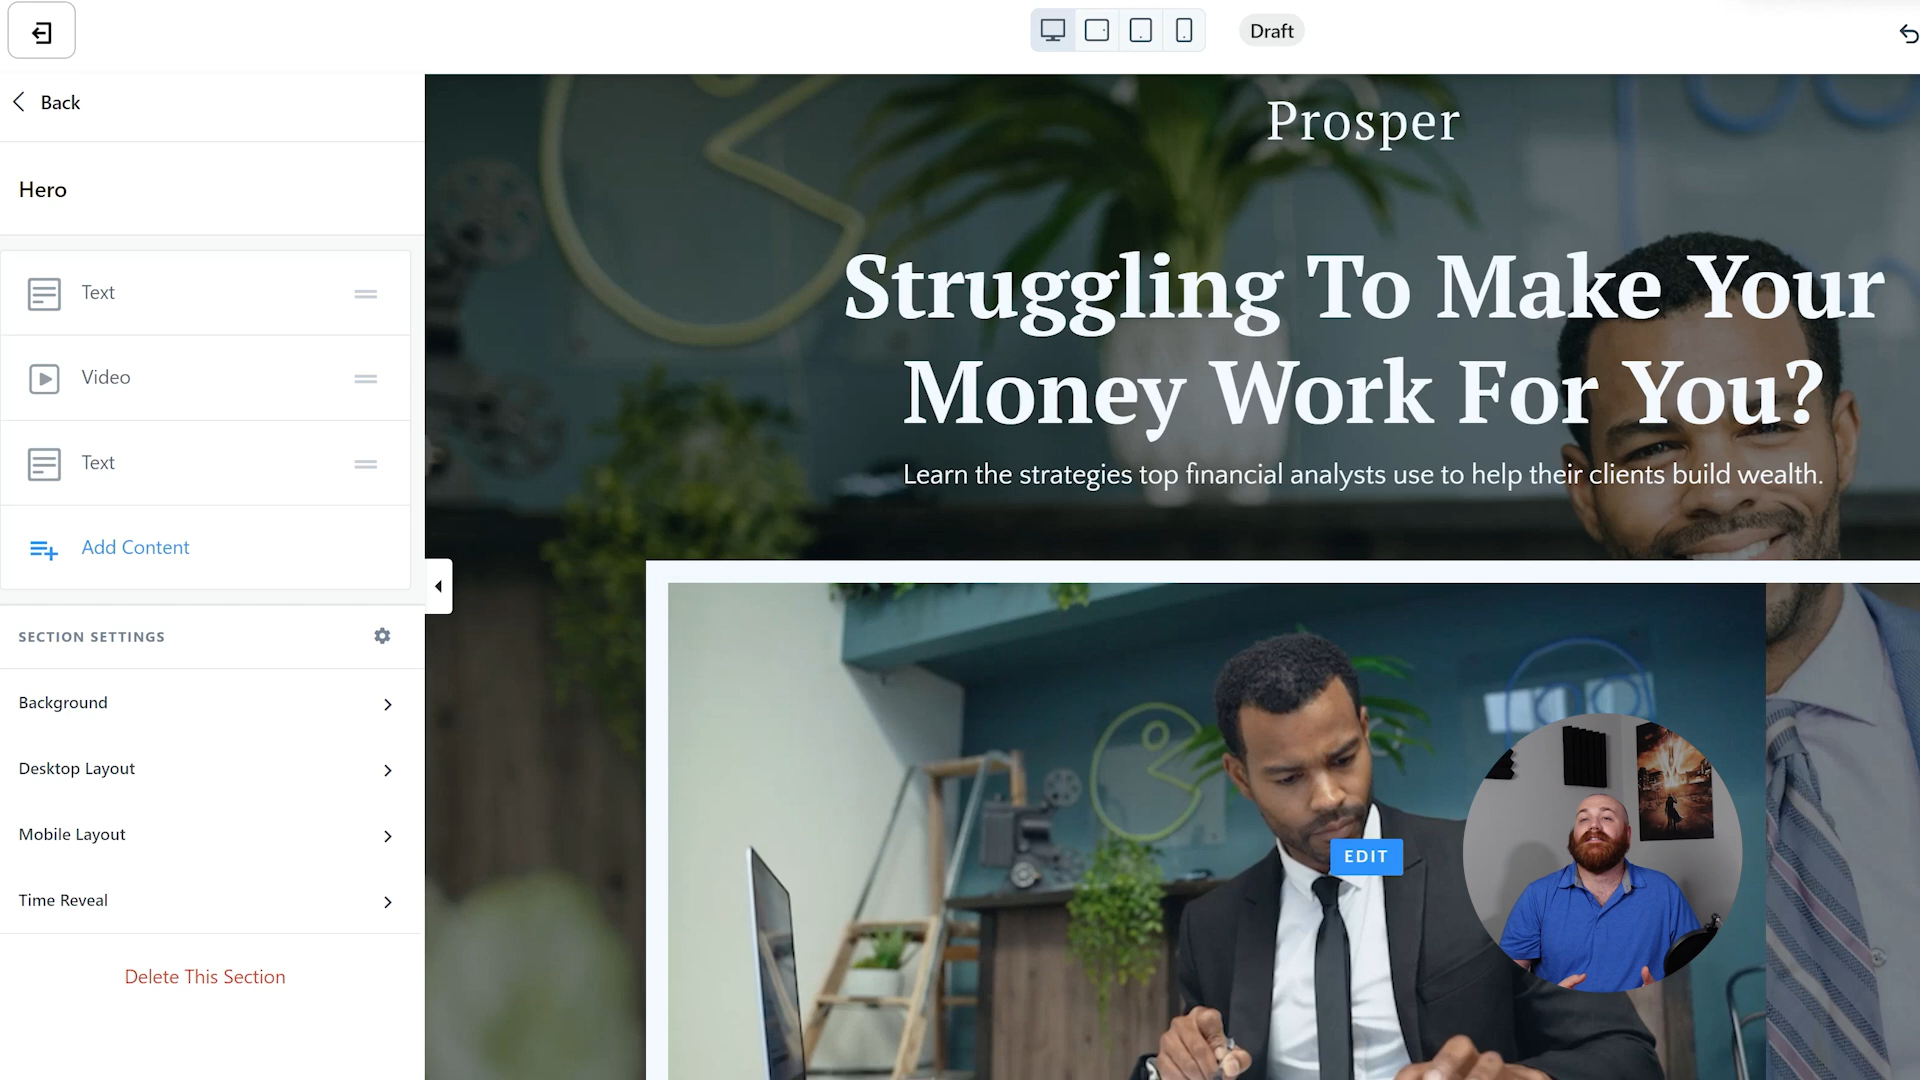 Draft
Back
Hero
Text
Video
Text
Add Content
SECTION SETTINGS
Background
Desktop Layout
Mobile Layout
Time Reveal
Delete This Section
Prosper
Struggling To Make Your
Money Work For You?
Learn the strategies top financial analysts use to help their clients build wealth.
EDIT